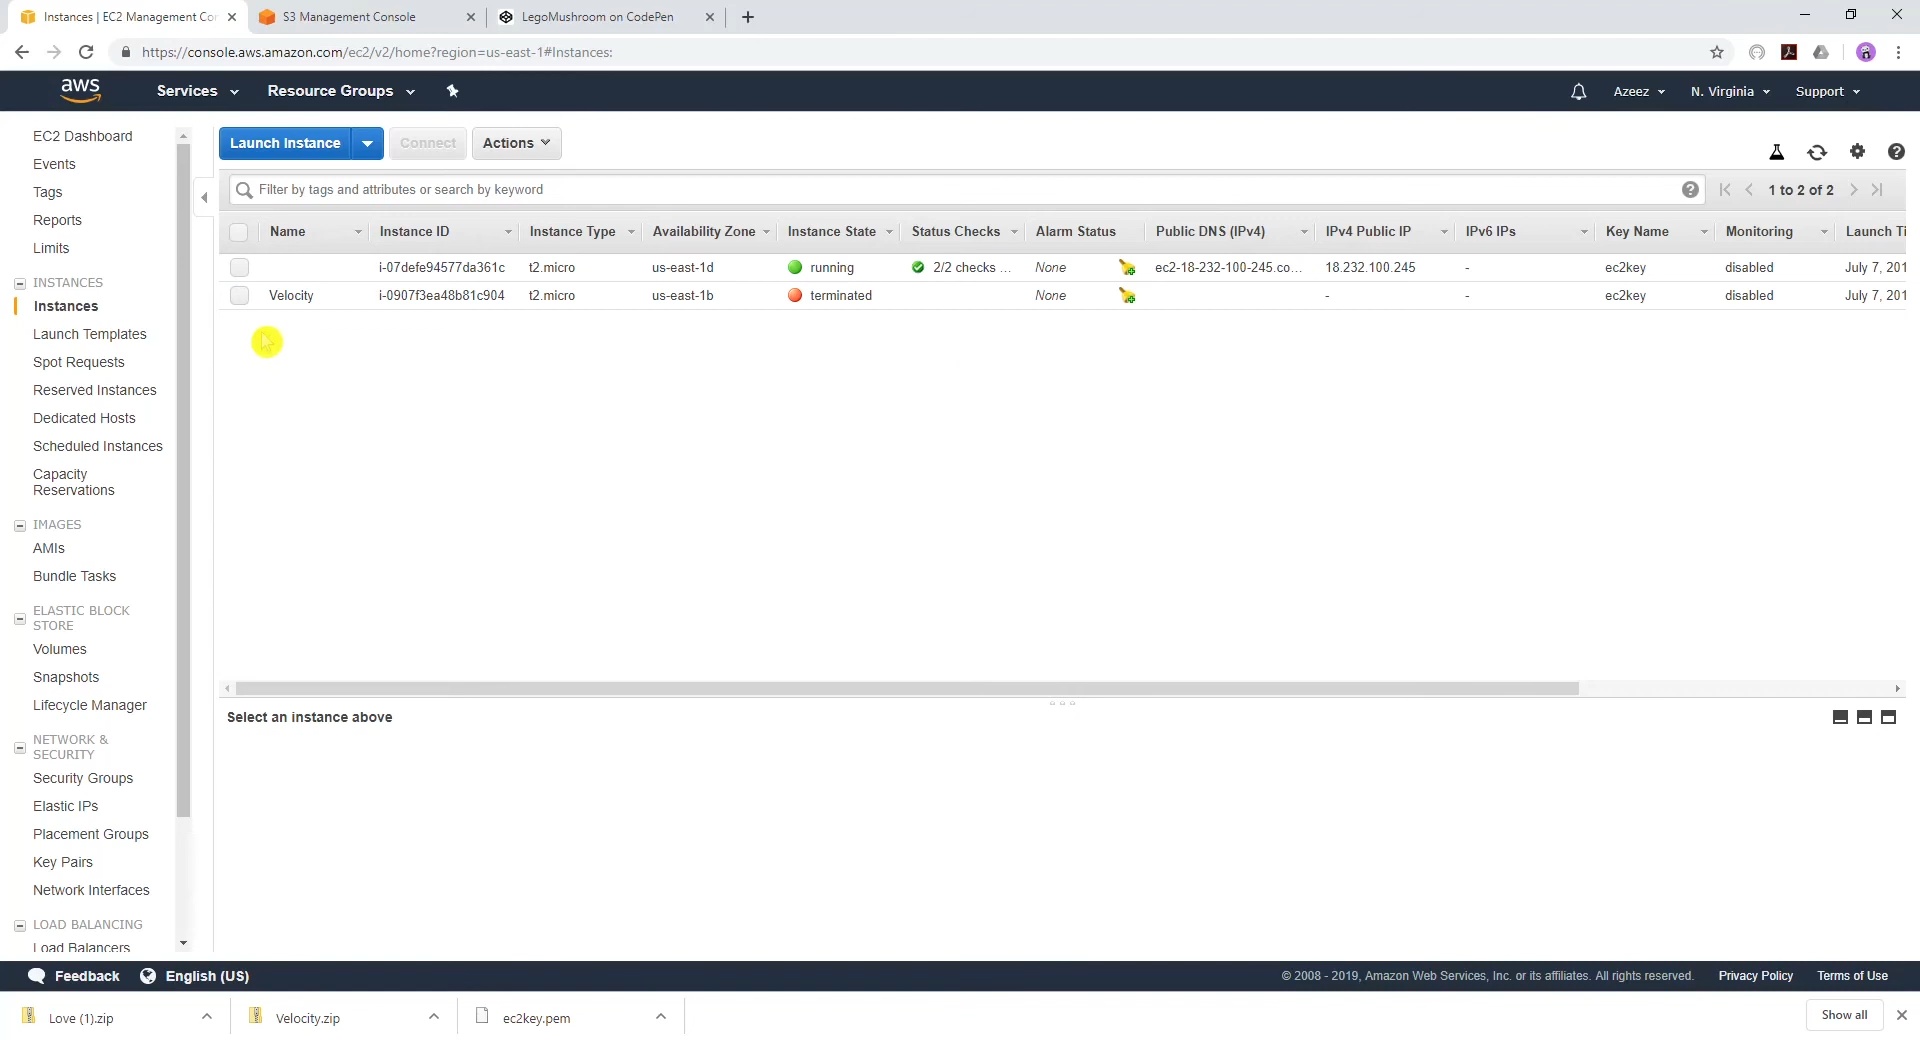 Instances | EC2 Management Con
S3 Management Console
LegoMushroom on CodePen
https://console.aws.amazon.com/ec2/v2/home?region=us-east-1#Instances:
aws
Services
Resource Groups
Azeez
N. Virginia
Support
EC2 Dashboard
Events
Tags
Reports
Limits
INSTANCES
Instances
Launch Templates
Spot Requests
Reserved Instances
Dedicated Hosts
Scheduled Instances
Capacity
Reservations
IMAGES
AMIs
Bundle Tasks
ELASTIC BLOCK
STORE
Volumes
Snapshots
Lifecycle Manager
NETWORK &
SECURITY
Security Groups
Elastic IPs
Placement Groups
Key Pairs
Network Interfaces
LOAD BALANCING
Load Balancers
Launch Instance
Connect
Actions
Filter by tags and attributes or search by keyword
1 to 2 of 2
Name Instance ID Instance Type Availability Zone Instance State Status Checks Alarm Status Public DNS (IPv4) IPv4 Public IP IPv6 IPs Key Name Monitoring Launch Ti
i-07defe94577da361c t2.micro us-east-1d running 2/2 checks ... None ec2-18-232-100-245.co... 18.232.100.245 - ec2key disabled July 7, 201
Velocity i-0907f3ea48b81c904 t2.micro us-east-1b terminated None - - ec2key disabled July 7, 201
Select an instance above
Feedback
English (US)
© 2008 - 2019, Amazon Web Services, Inc. or its affiliates. All rights reserved.
Privacy Policy
Terms of Use
Love (1).zip
Velocity.zip
ec2key.pem
Show all